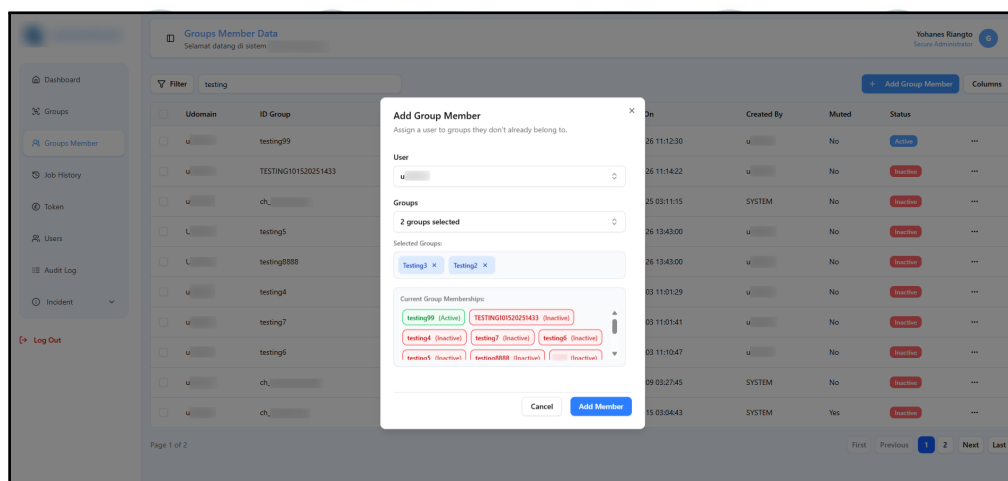 Groups Member Data
Selamat datang di sistem
Yohanes Riangto
Secure Administrator
G
Dashboard
Groups
Groups Member
Job History
Token
Users
Audit Log
Incident
Log Out
Filter
testing
+ Add Group Member
Columns
Udomain ID Group On Created By Muted Status
u testing99 26 11:12:30 u No Active ...
u TESTING101520251433 26 11:14:22 u No Inactive ...
u ch_ 25 03:11:15 SYSTEM No Inactive ...
testing5 26 13:43:00 u No Inactive ...
testing8888 26 13:43:00 u No Inactive ...
u testing4 03 11:01:29 u No Inactive ...
u testing7 03 11:01:41 u No Inactive ...
u testing6 03 11:10:47 u No Inactive ...
u ch_ 09 03:27:45 SYSTEM No Inactive ...
u ch_ 15 03:04:43 SYSTEM Yes Inactive ...
Page 1 of 2
First Previous 1 2 Next Last
Add Group Member
Assign a user to groups they don't already belong to.
User
u
Groups
2 groups selected
Selected Groups:
Testing3 × Testing2 ×
Current Group Memberships:
testing99 (Active) TESTING101520251433 (Inactive)
testing4 (Inactive) testing7 (Inactive) testing6 (Inactive)
testing5 (Inactive) testing8888 (Inactive) (Inactive)
Cancel
Add Member